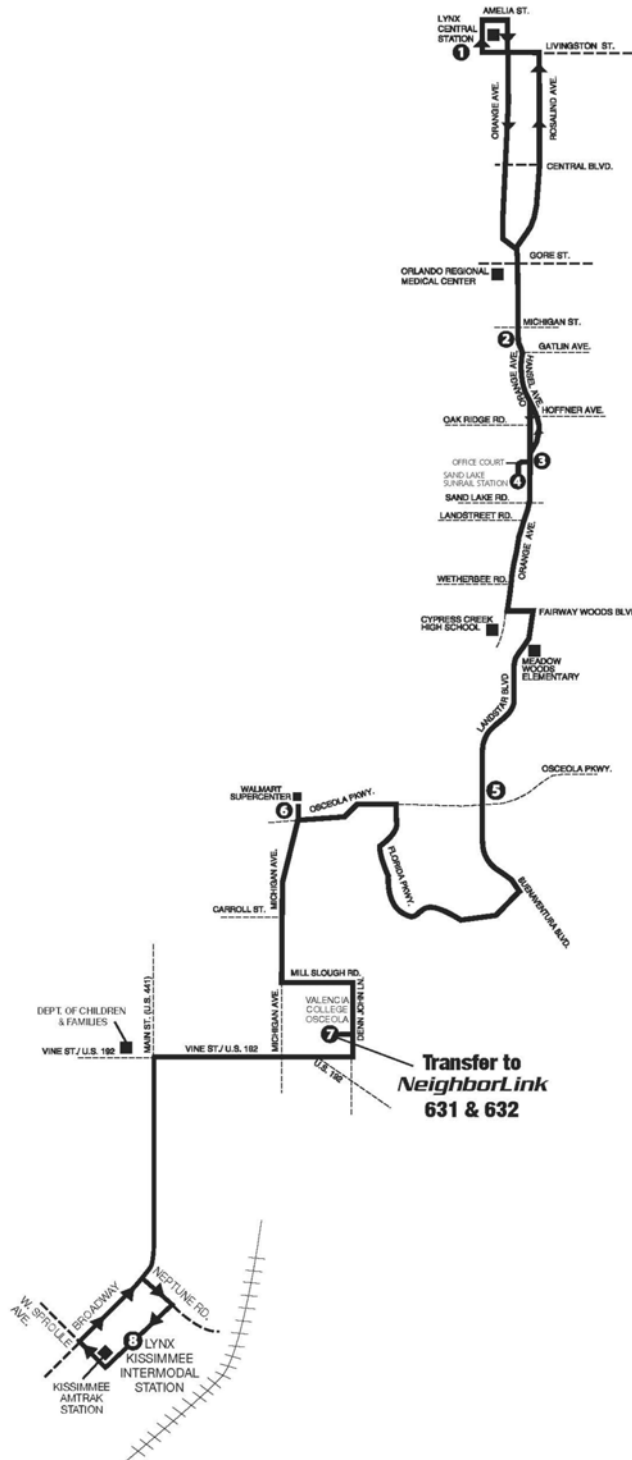 AMELIA ST.
LYNX
CENTRAL
STATION
1
LIVINGSTON ST.
ORANGE AVE.
ROSALIND AVE.
CENTRAL BLVD.
GORE ST.
ORLANDO REGIONAL
MEDICAL CENTER
MICHIGAN ST.
2
GATLIN AVE.
ORANGE AVE.
HANSEL AVE.
HOFFNER AVE.
OAK RIDGE RD.
OFFICE COURT
3
SAND LAKE
SUNRAIL STATION
4
SAND LAKE RD.
LANDSTREET RD.
ORANGE AVE.
WETHERBEE RD.
FAIRWAY WOODS BLVD
CYPRESS CREEK
HIGH SCHOOL
MEADOW
WOODS
ELEMENTARY
LANDSTAR BLVD
OSCEOLA PKWY.
5
WALMART
SUPERCENTER
6
OSCEOLA PKWY.
FLORIDA PKWY.
BUENAVENTURA BLVD.
MICHIGAN AVE.
CARROLL ST.
MILL SLOUGH RD.
DENN JOHN LN.
VALENCIA
COLLEGE
OSCEOLA
7
MICHIGAN AVE.
MAIN ST. (U.S. 441)
DEPT. OF CHILDREN
& FAMILIES
VINE ST./ U.S. 192
VINE ST./ U.S. 192
U.S. 192
Transfer to
NeighborLink
631 & 632
NEPTUNE RD.
BROADWAY
W. SPROULE
AVE.
8
LYNX
KISSIMMEE
INTERMODAL
STATION
KISSIMMEE
AMTRAK
STATION